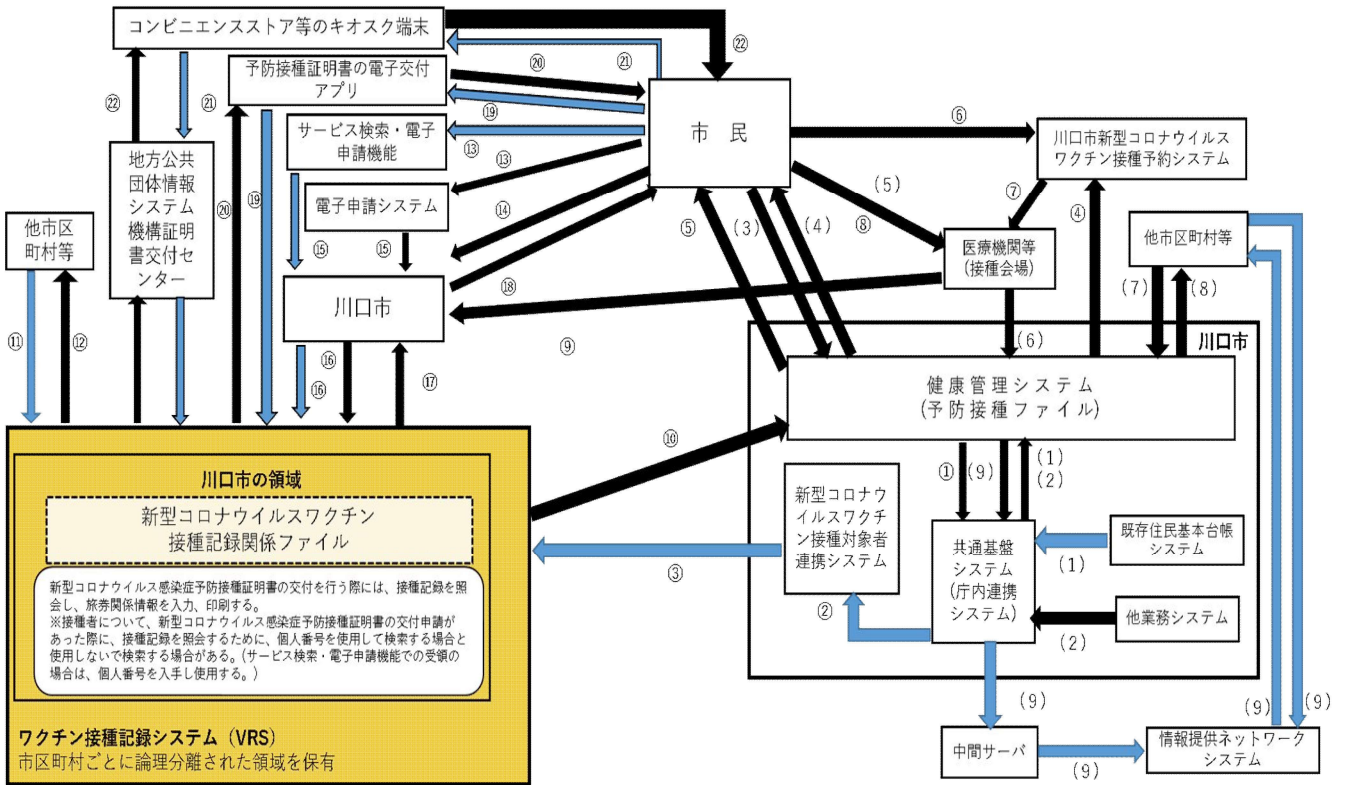 コンビニエンスストア等のキオスク端末
㉒
㉑
予防接種証明書の電子交付
アプリ
⑳
⑲
市　民
⑥
川口市新型コロナウイルス
ワクチン接種予約システム
㉒
㉑
サービス検索・電子
申請機能
⑬
⑬
地方公共
団体情報
システム
機構証明
書交付セ
ンター
⑳
⑲
電子申請システム
⑭
⑤
(3)
(4)
(5)
⑧
⑦
④
他市区
町村等
⑮
⑮
医療機関等
(接種会場)
他市区町村等
川口市
⑱
(7)
(8)
⑪
⑫
⑯
⑯
⑰
⑨
(6)
川口市
健康管理システム
(予防接種ファイル)
⑩
①
(9)
(1)
(2)
川口市の領域
新型コロナウイルスワクチン
接種記録関係ファイル
新型コロナウ
イルスワクチ
ン接種対象者
連携システム
共通基盤
システム
(庁内連携
システム)
既存住民基本台帳
システム
(1)
③
②
他業務システム
(2)
新型コロナウイルス感染症予防接種証明書の交付を行う際には、接種記録を照
会し、旅券関係情報を入力、印刷する。
※接種者について、新型コロナウイルス感染症予防接種証明書の交付申請が
あった際に、接種記録を照会するために、個人番号を使用して検索する場合と
使用しないで検索する場合がある。(サービス検索・電子申請機能での受領の
場合は、個人番号を入手し使用する。)
(9)
(9)
(9)
ワクチン接種記録システム（VRS）
市区町村ごとに論理分離された領域を保有
中間サーバ
(9)
情報提供ネットワーク
システム